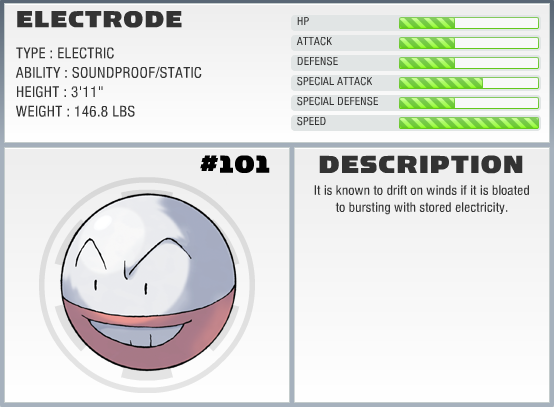 ELECTRODE
TYPE : ELECTRIC
ABILITY : SOUNDPROOF/STATIC
HEIGHT : 3'11"
WEIGHT : 146.8 LBS
HP
ATTACK
DEFENSE
SPECIAL ATTACK
SPECIAL DEFENSE
SPEED
#101
DESCRIPTION
It is known to drift on winds if it is bloated
to bursting with stored electricity.